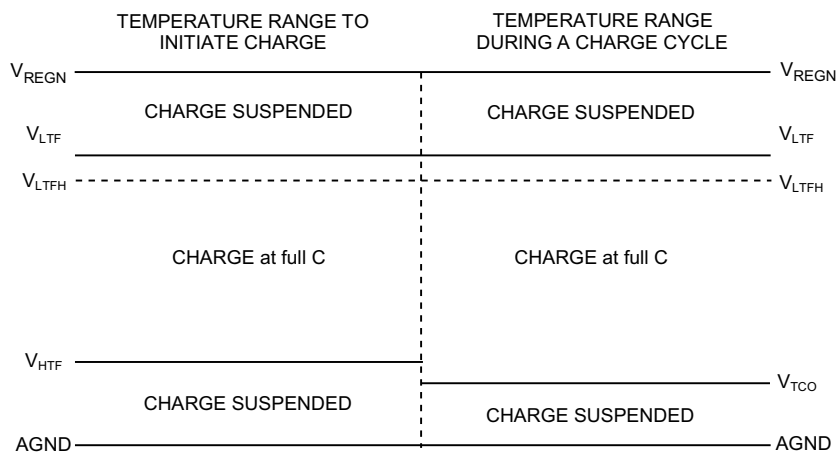 TEMPERATURE RANGE TO
INITIATE CHARGE
TEMPERATURE RANGE
DURING A CHARGE CYCLE
VREGN
VREGN
CHARGE SUSPENDED
CHARGE SUSPENDED
VLTF
VLTF
VLTFH
VLTFH
CHARGE at full C
CHARGE at full C
VHTF
VTCO
CHARGE SUSPENDED
CHARGE SUSPENDED
AGND
AGND